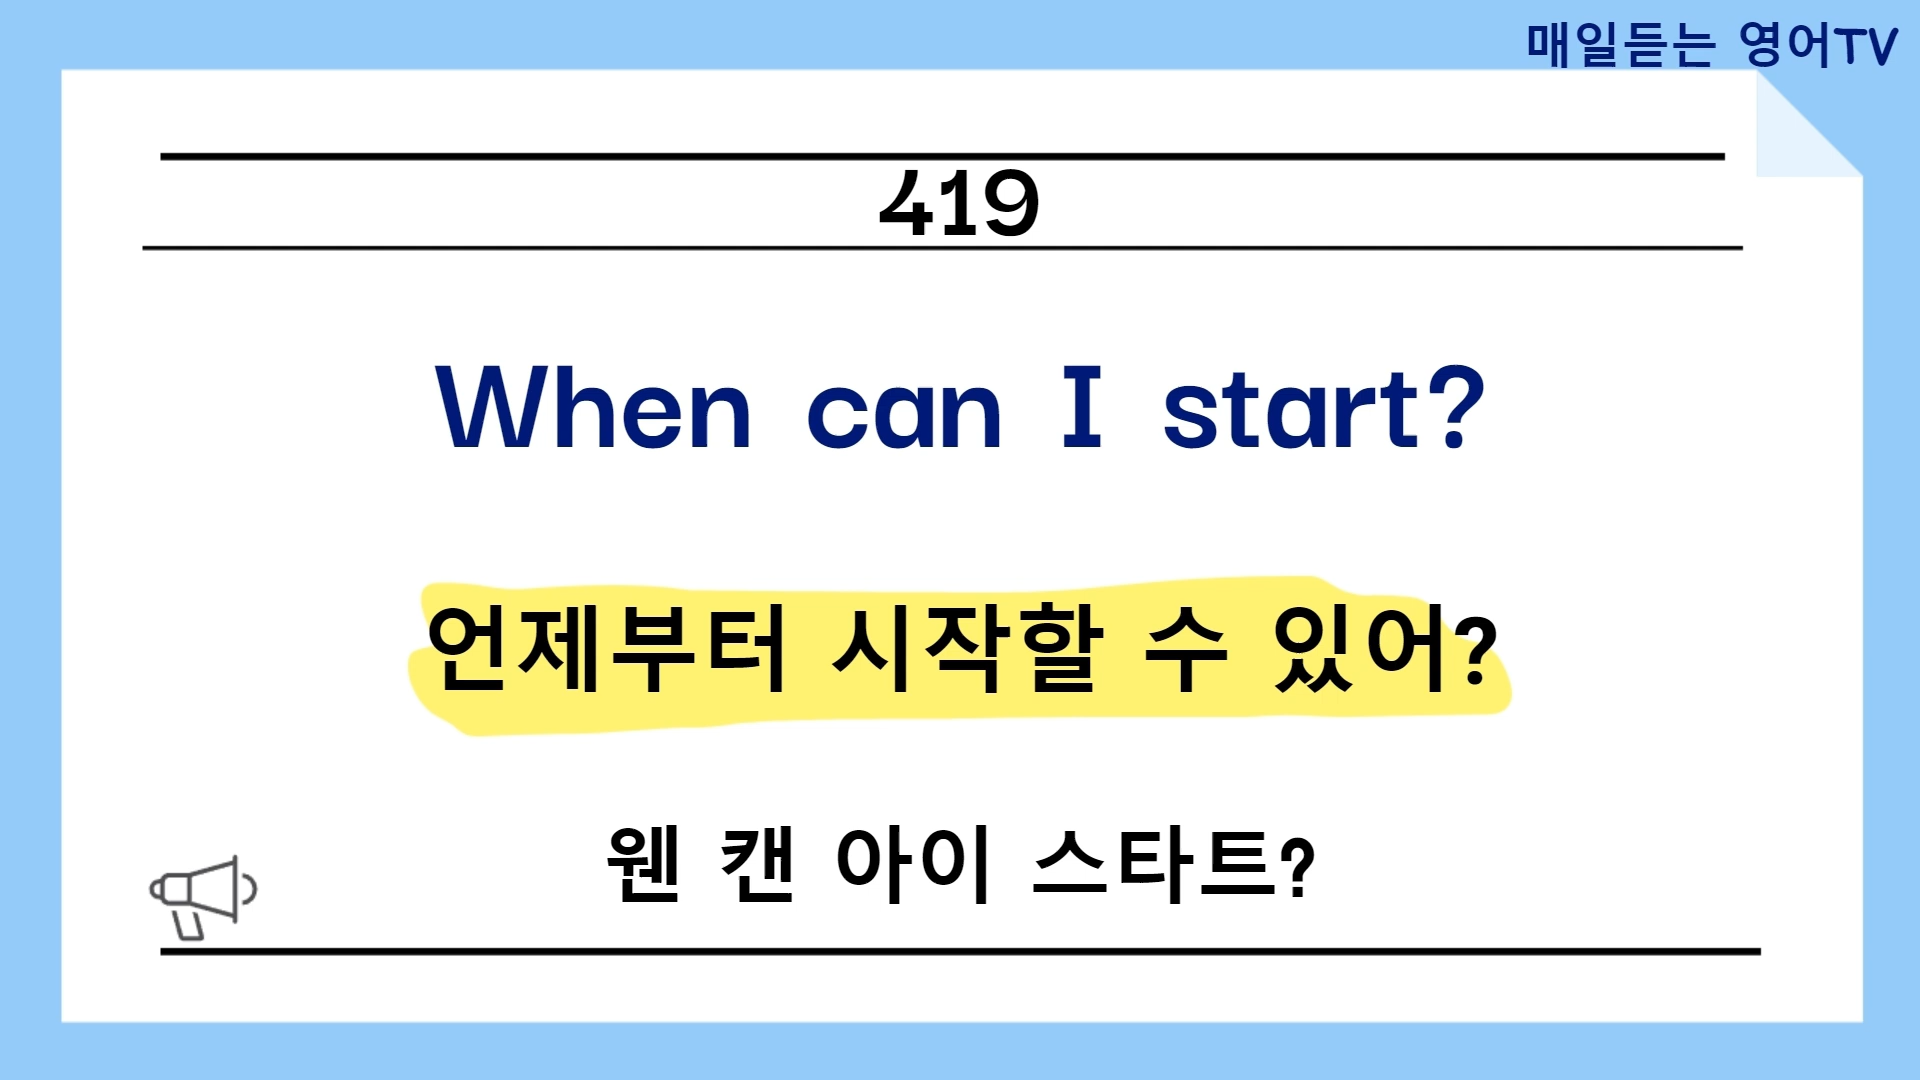 매일듣는 영어TV
419
When can I start?
언제부터 시작할 수 있어?
웬 캔 아이 스타트?